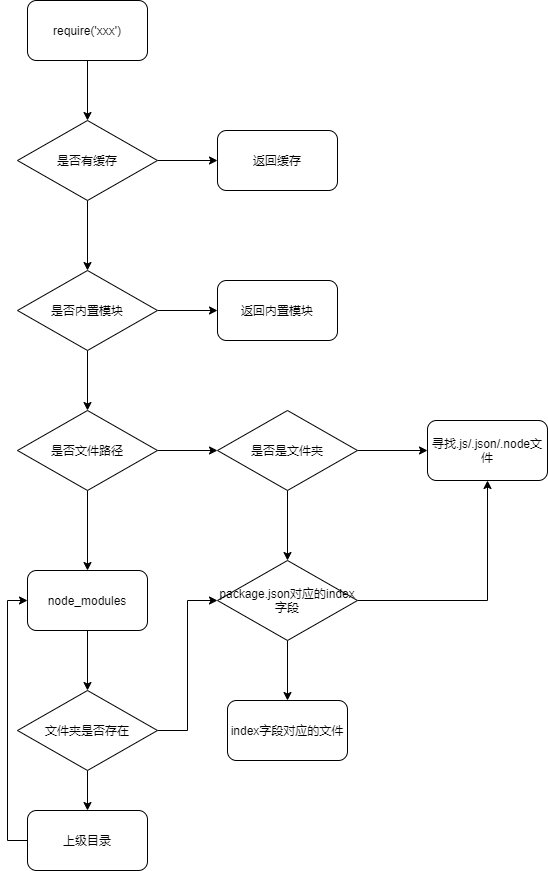 require('xxx')
是否有缓存
返回缓存
是否内置模块
返回内置模块
是否文件路径
是否是文件夹
寻找.js/.json/.node文
件
node_modules
package.json对应的index
字段
文件夹是否存在
index字段对应的文件
上级目录